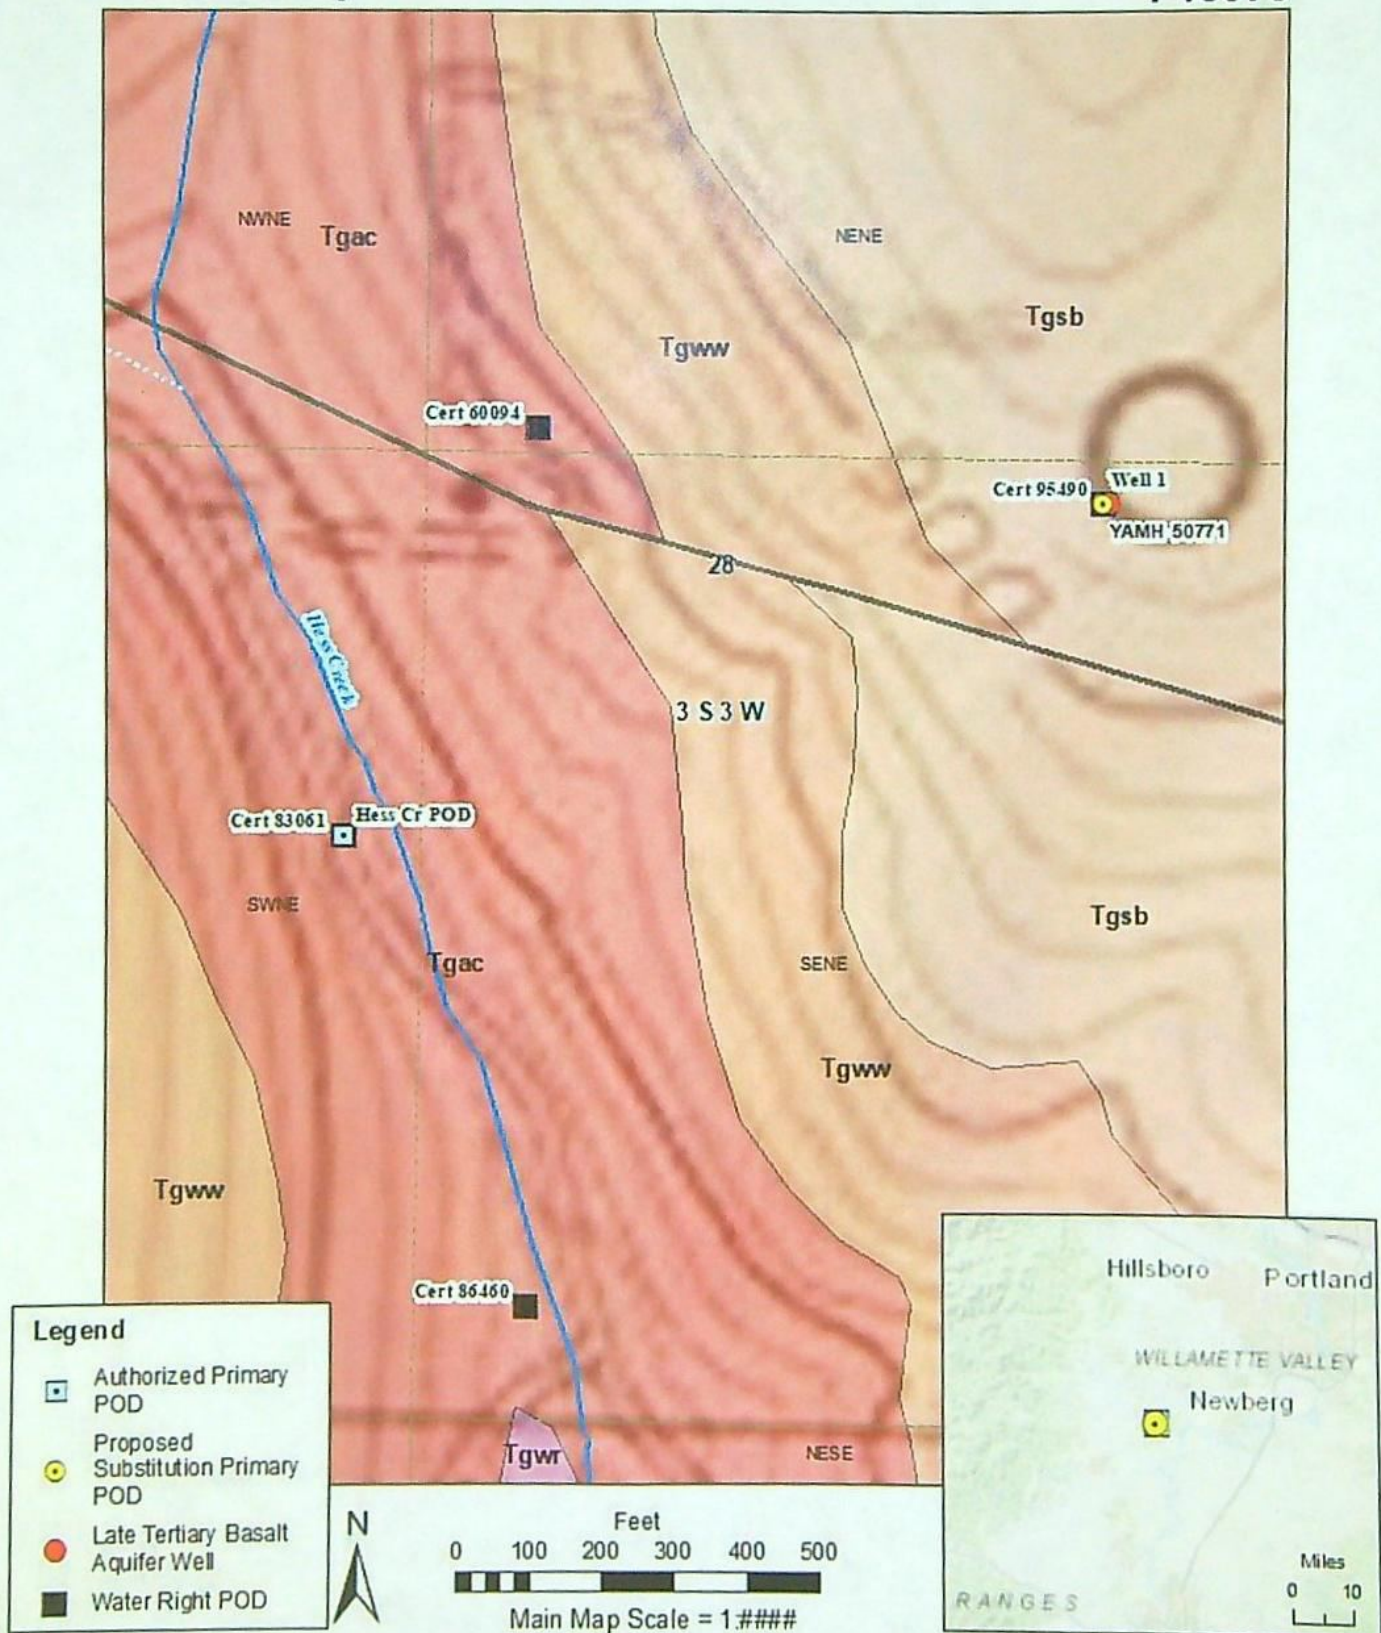 NWNE
Tgac
NENE
Tgsb
Tgww
Cert 60094
Cert 95490
Well 1
YAMH 50771
28
Hess Creek
3 S 3 W
Cert 83061
Hess Cr POD
SWNE
Tgac
Tgsb
SENE
Tgww
Tgww
Cert 86460
Tgwr
NESE
Legend
Authorized Primary
POD
Proposed
Substitution Primary
POD
Late Tertiary Basalt
Aquifer Well
Water Right POD
N
Feet
0 100 200 300 400 500
Main Map Scale = 1:####
Hillsboro
Portland
WILLAMETTE VALLEY
Newberg
RANGES
Miles
0 10